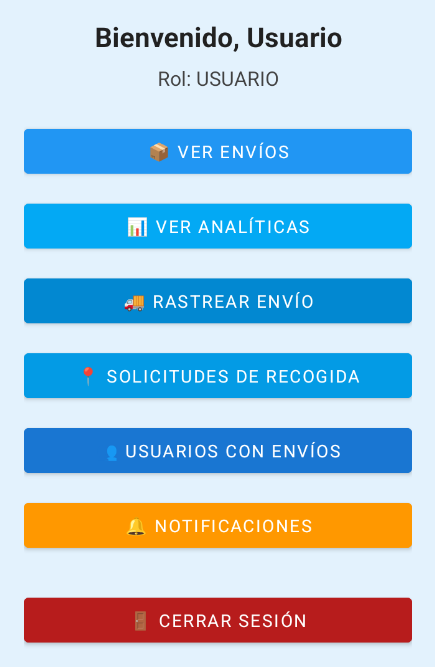 Bienvenido, Usuario
Rol: USUARIO
📦 VER ENVÍOS
📊 VER ANALÍTICAS
🚚 RASTREAR ENVÍO
📍 SOLICITUDES DE RECOGIDA
👥 USUARIOS CON ENVÍOS
🔔 NOTIFICACIONES
🚪 CERRAR SESIÓN